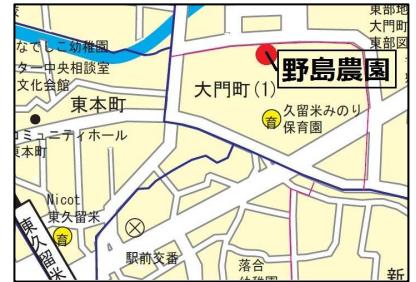 東部地
大門町
東部図
なでしこ幼稚園
ター中央相談室
文化会館
野島農園
大門町(1)
東本町
久留米みのり
保育園
育
コミュニティホール
東本町
Nicot
東久留米
育
東久留米
駅前交番
落合
幼稚園
新